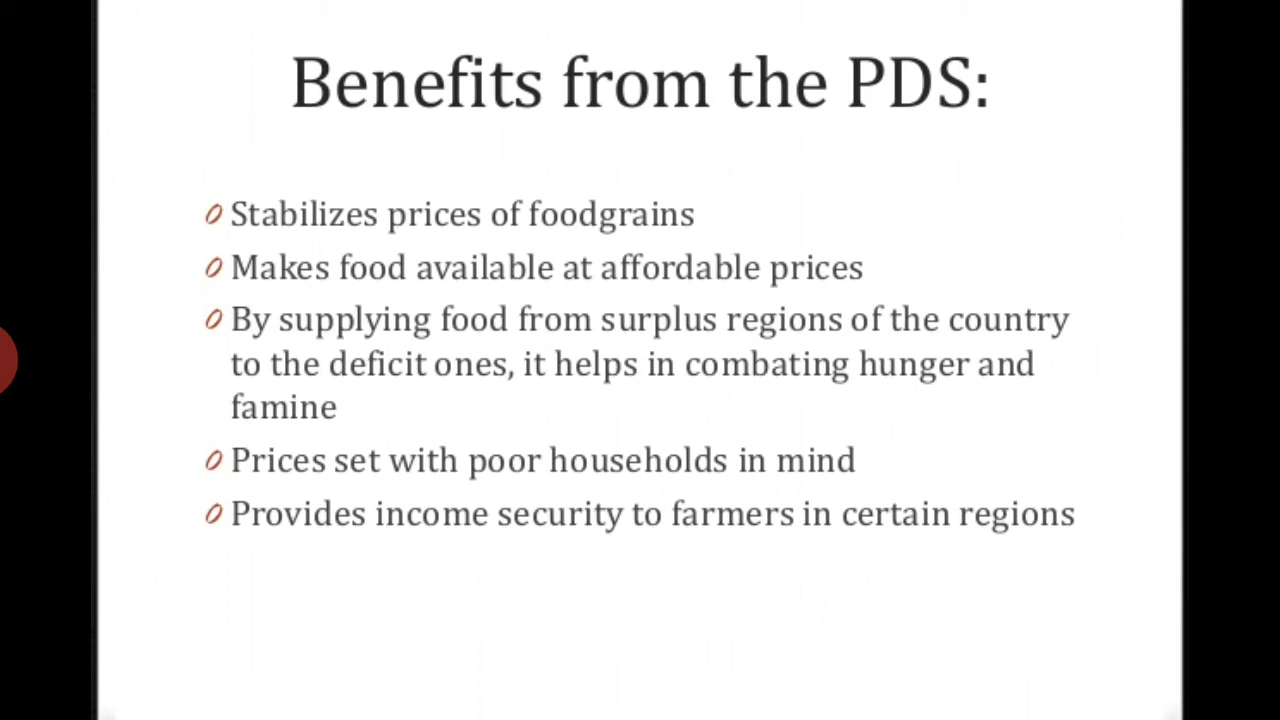 Benefits from the PDS:
Stabilizes prices of foodgrains
Makes food available at affordable prices
By supplying food from surplus regions of the country
to the deficit ones, it helps in combating hunger and
famine
Prices set with poor households in mind
Provides income security to farmers in certain regions